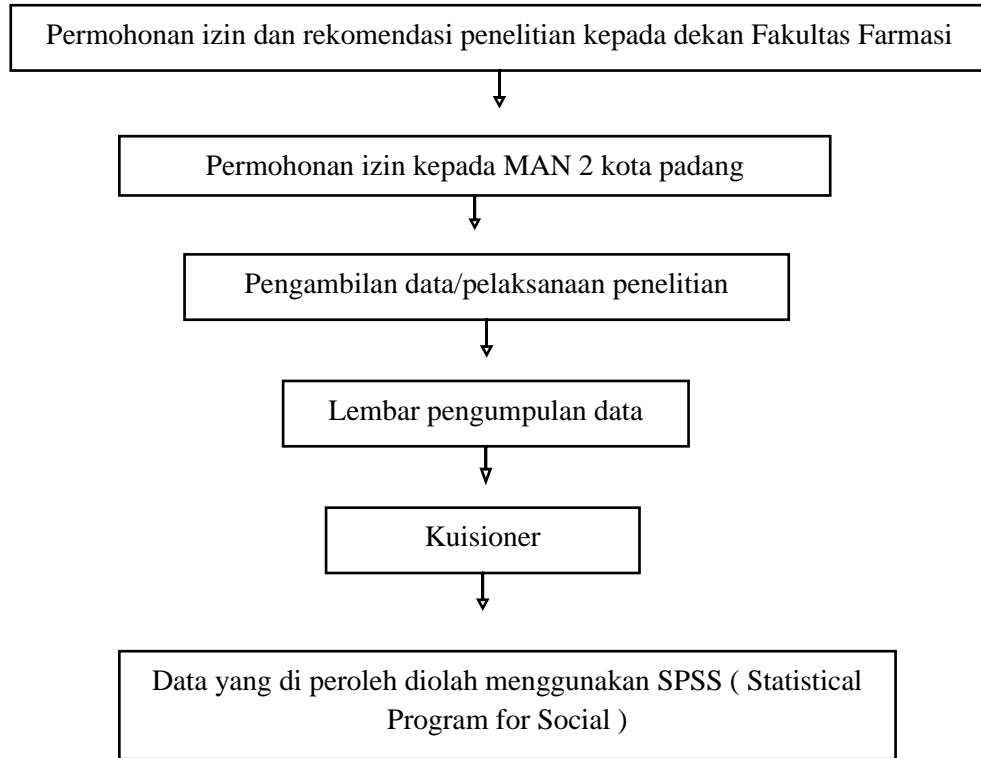 Permohonan izin dan rekomendasi penelitian kepada dekan Fakultas Farmasi
Permohonan izin kepada MAN 2 kota padang
Pengambilan data/pelaksanaan penelitian
Lembar pengumpulan data
Kuisioner
Data yang di peroleh diolah menggunakan SPSS ( Statistical
Program for Social )